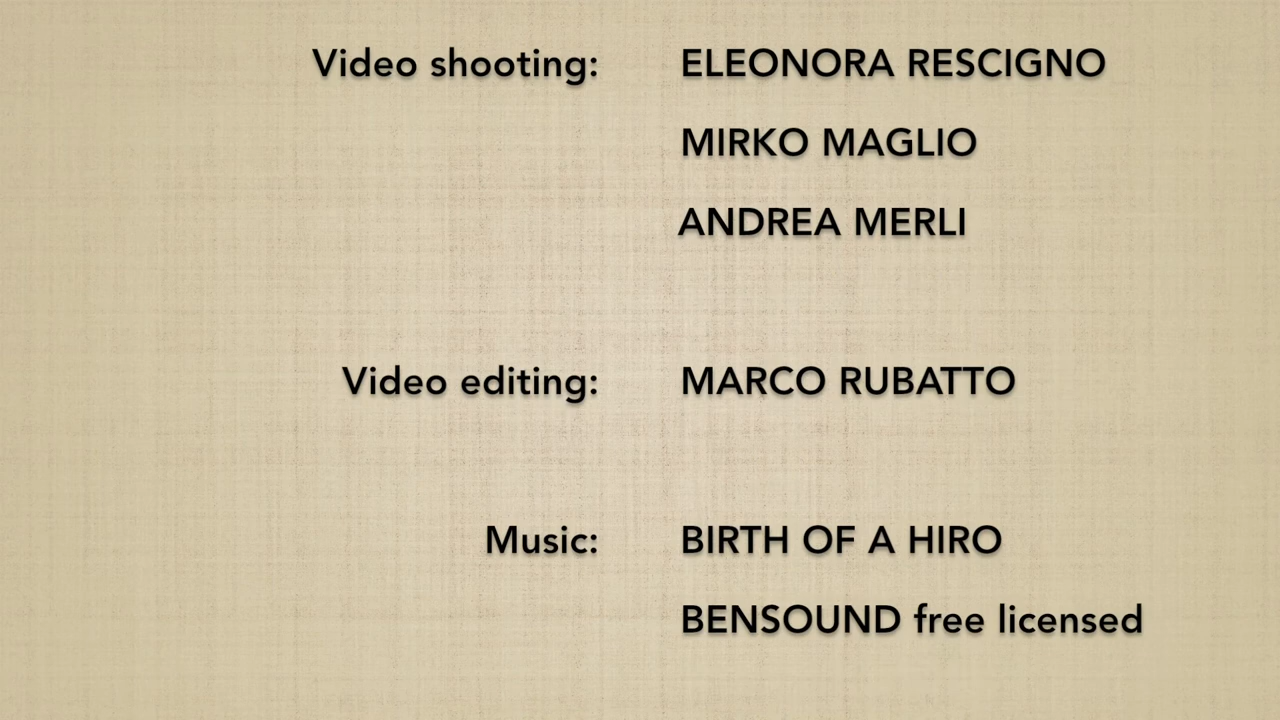 Video shooting: ELEONORA RESCIGNO
MIRKO MAGLIO
ANDREA MERLI
Video editing: MARCO RUBATTO
Music: BIRTH OF A HIRO
BENSOUND free licensed